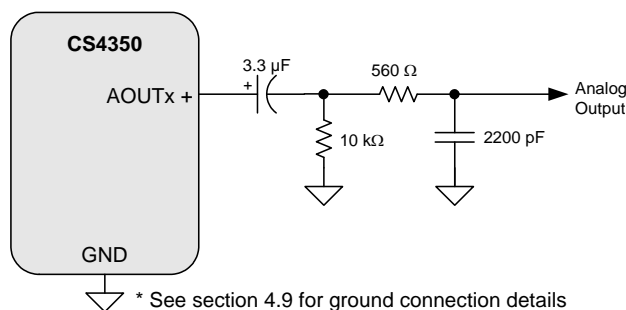 CS4350
3.3 µF
+
AOUTx +
560 Ω
Analog
Output
10 kΩ
2200 pF
GND
* See section 4.9 for ground connection details